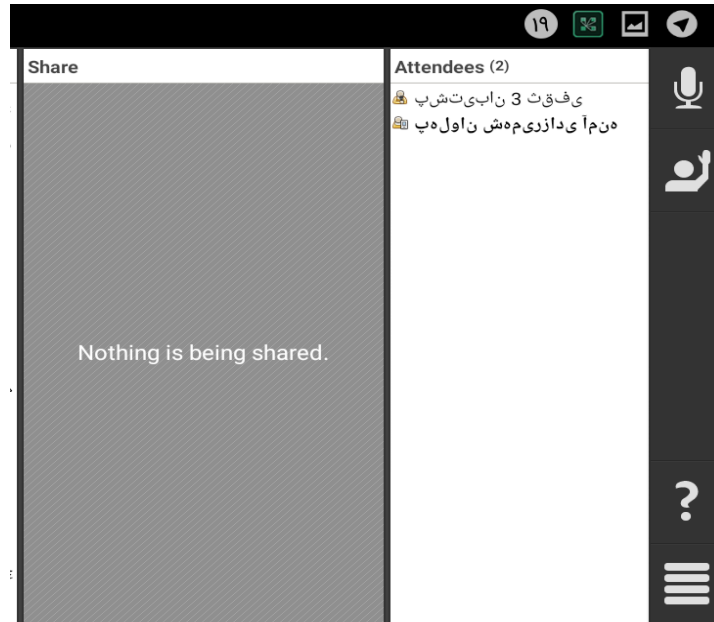 ۱۹
Share
Attendees (2)
یفقث 3 نابیتشپ
هنمآ یدازریمهش ناولهپ
Nothing is being shared.
?